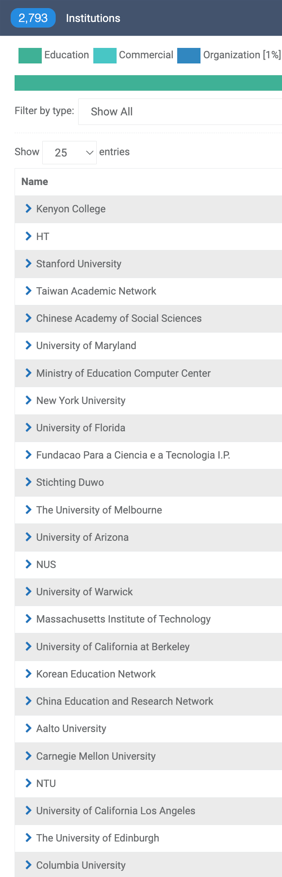 2,793 Institutions
Education Commercial Organization [1%]
Filter by type: Show All
Show 25 entries
Name
Kenyon College
HT
Stanford University
Taiwan Academic Network
Chinese Academy of Social Sciences
University of Maryland
Ministry of Education Computer Center
New York University
University of Florida
Fundacao Para a Ciencia e a Tecnologia I.P.
Stichting Duwo
The University of Melbourne
University of Arizona
NUS
University of Warwick
Massachusetts Institute of Technology
University of California at Berkeley
Korean Education Network
China Education and Research Network
Aalto University
Carnegie Mellon University
NTU
University of California Los Angeles
The University of Edinburgh
Columbia University